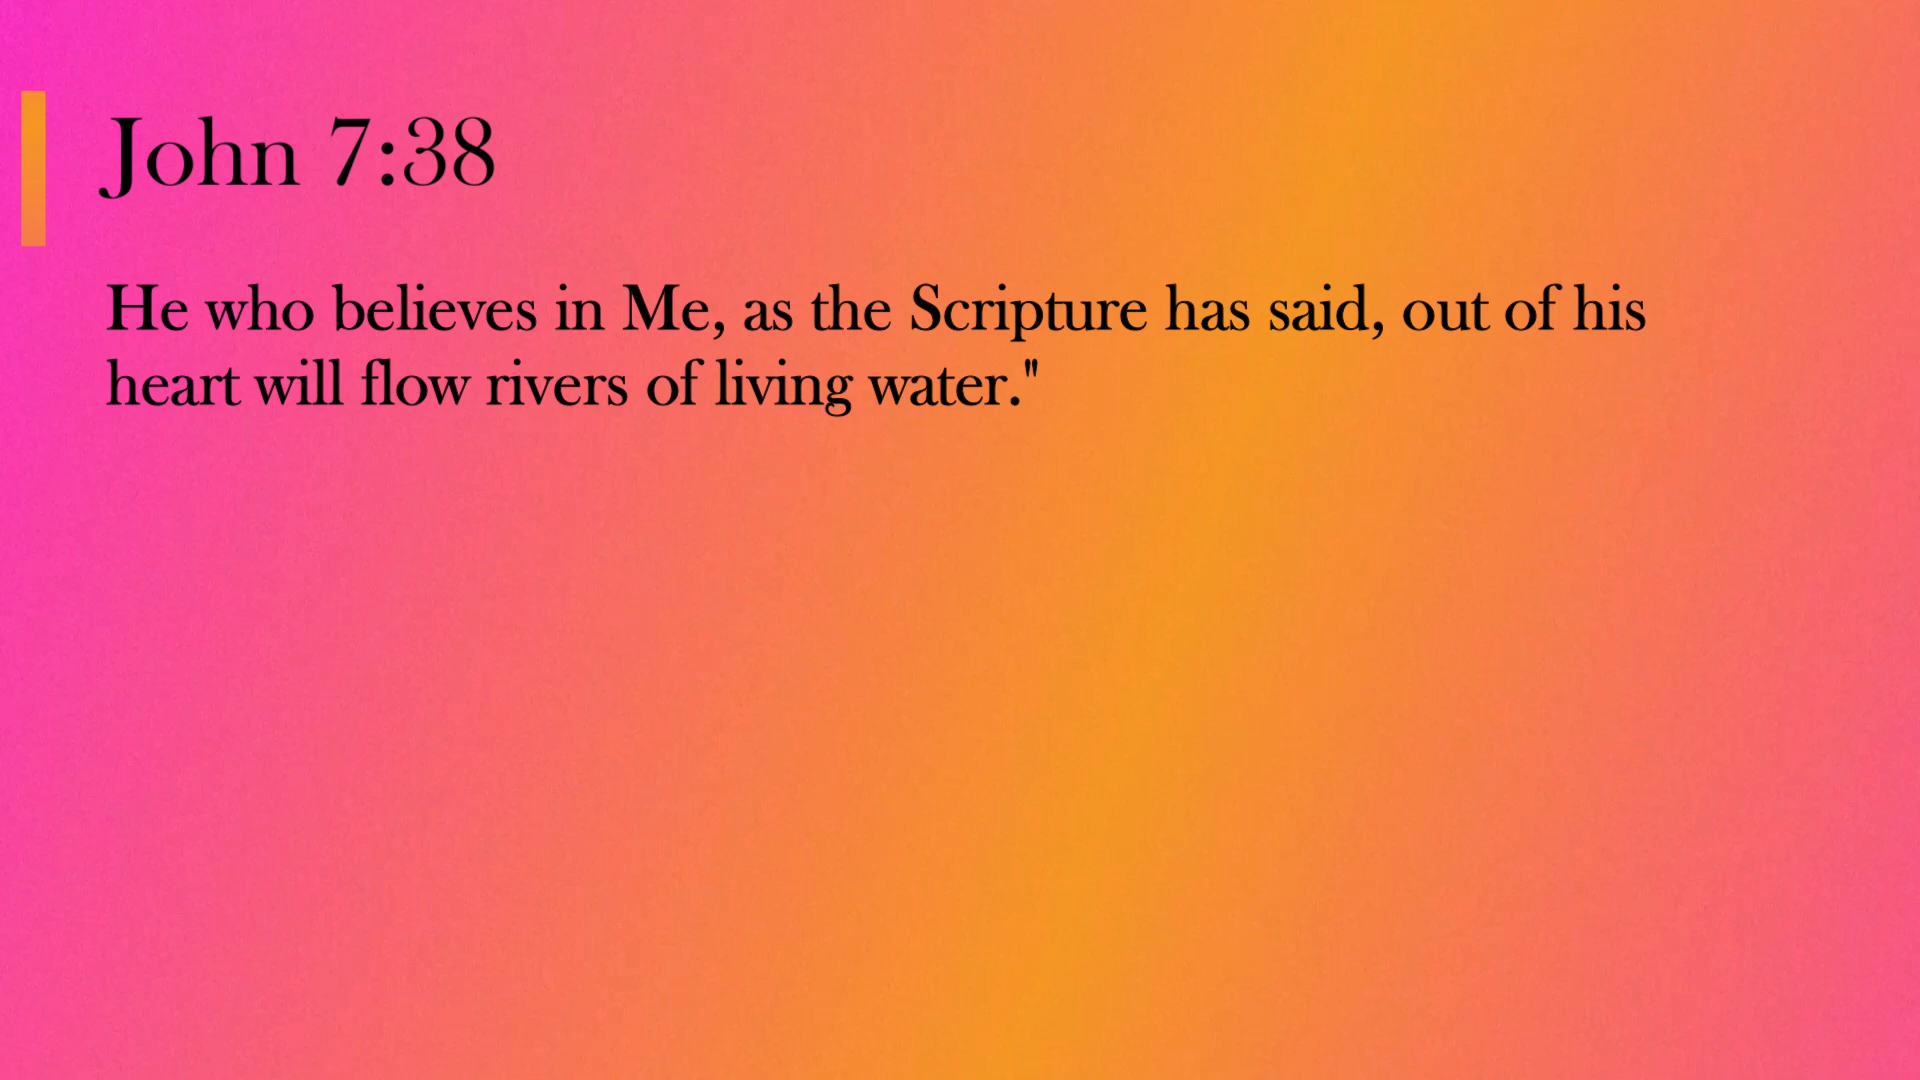 John 7:38
He who believes in Me, as the Scripture has said, out of his
heart will flow rivers of living water."